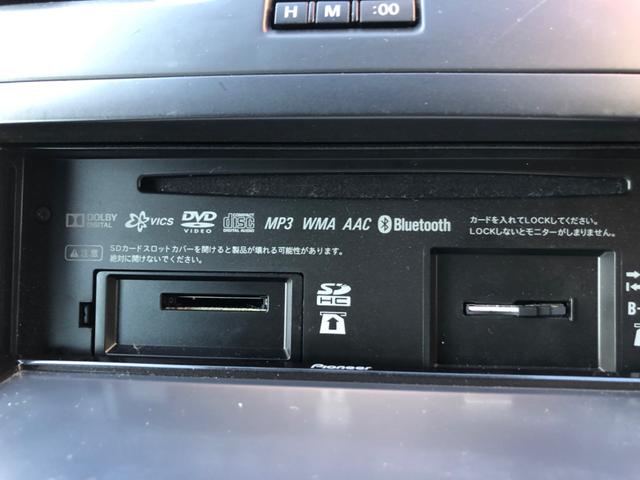 H M :00
DOLBY DIGITAL VICS DVD VIDEO COMPACT disc DIGITAL AUDIO MP3 WMA AAC Bluetooth
カードを入れてLOCKしてください。
LOCKしないとモニターがしまりません。
注意 SDカードスロットカバーを開けると製品が壊れる可能性があります。
絶対に開けないでください。
SD HC
B-
Pioneer